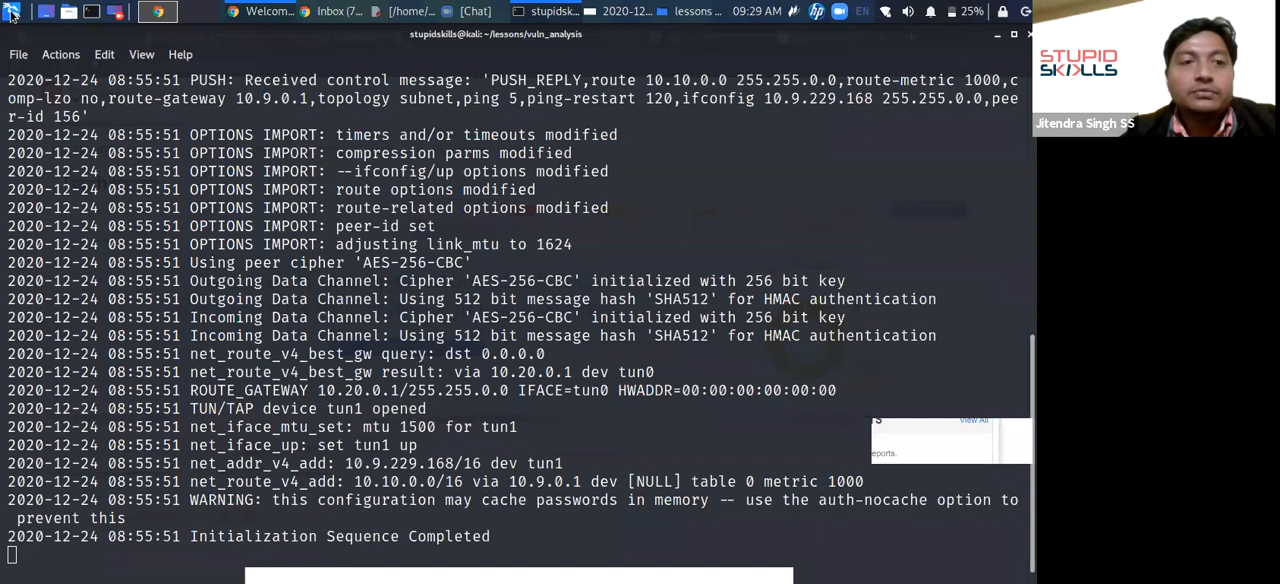 Welcom...
Inbox (7...
[/home/...
[Chat]
stupidsk...
2020-12...
lessons ...
09:29 AM
hp
EN
25%
stupidskills@kali: ~/lessons/vuln_analysis
File Actions Edit View Help
2020-12-24 08:55:51 PUSH: Received control message: 'PUSH_REPLY,route 10.10.0.0 255.255.0.0,route-metric 1000,c
omp-lzo no,route-gateway 10.9.0.1,topology subnet,ping 5,ping-restart 120,ifconfig 10.9.229.168 255.255.0.0,pee
r-id 156'
2020-12-24 08:55:51 OPTIONS IMPORT: timers and/or timeouts modified
2020-12-24 08:55:51 OPTIONS IMPORT: compression parms modified
2020-12-24 08:55:51 OPTIONS IMPORT: --ifconfig/up options modified
2020-12-24 08:55:51 OPTIONS IMPORT: route options modified
2020-12-24 08:55:51 OPTIONS IMPORT: route-related options modified
2020-12-24 08:55:51 OPTIONS IMPORT: peer-id set
2020-12-24 08:55:51 OPTIONS IMPORT: adjusting link_mtu to 1624
2020-12-24 08:55:51 Using peer cipher 'AES-256-CBC'
2020-12-24 08:55:51 Outgoing Data Channel: Cipher 'AES-256-CBC' initialized with 256 bit key
2020-12-24 08:55:51 Outgoing Data Channel: Using 512 bit message hash 'SHA512' for HMAC authentication
2020-12-24 08:55:51 Incoming Data Channel: Cipher 'AES-256-CBC' initialized with 256 bit key
2020-12-24 08:55:51 Incoming Data Channel: Using 512 bit message hash 'SHA512' for HMAC authentication
2020-12-24 08:55:51 net_route_v4_best_gw query: dst 0.0.0.0
2020-12-24 08:55:51 net_route_v4_best_gw result: via 10.20.0.1 dev tun0
2020-12-24 08:55:51 ROUTE_GATEWAY 10.20.0.1/255.255.0.0 IFACE=tun0 HWADDR=00:00:00:00:00:00
2020-12-24 08:55:51 TUN/TAP device tun1 opened
2020-12-24 08:55:51 net_iface_mtu_set: mtu 1500 for tun1
2020-12-24 08:55:51 net_iface_up: set tun1 up
2020-12-24 08:55:51 net_addr_v4_add: 10.9.229.168/16 dev tun1
2020-12-24 08:55:51 net_route_v4_add: 10.10.0.0/16 via 10.9.0.1 dev [NULL] table 0 metric 1000
2020-12-24 08:55:51 WARNING: this configuration may cache passwords in memory -- use the auth-nocache option to
prevent this
2020-12-24 08:55:51 Initialization Sequence Completed
View All
eports.
STUPID
SKILLS
Jitendra Singh SS